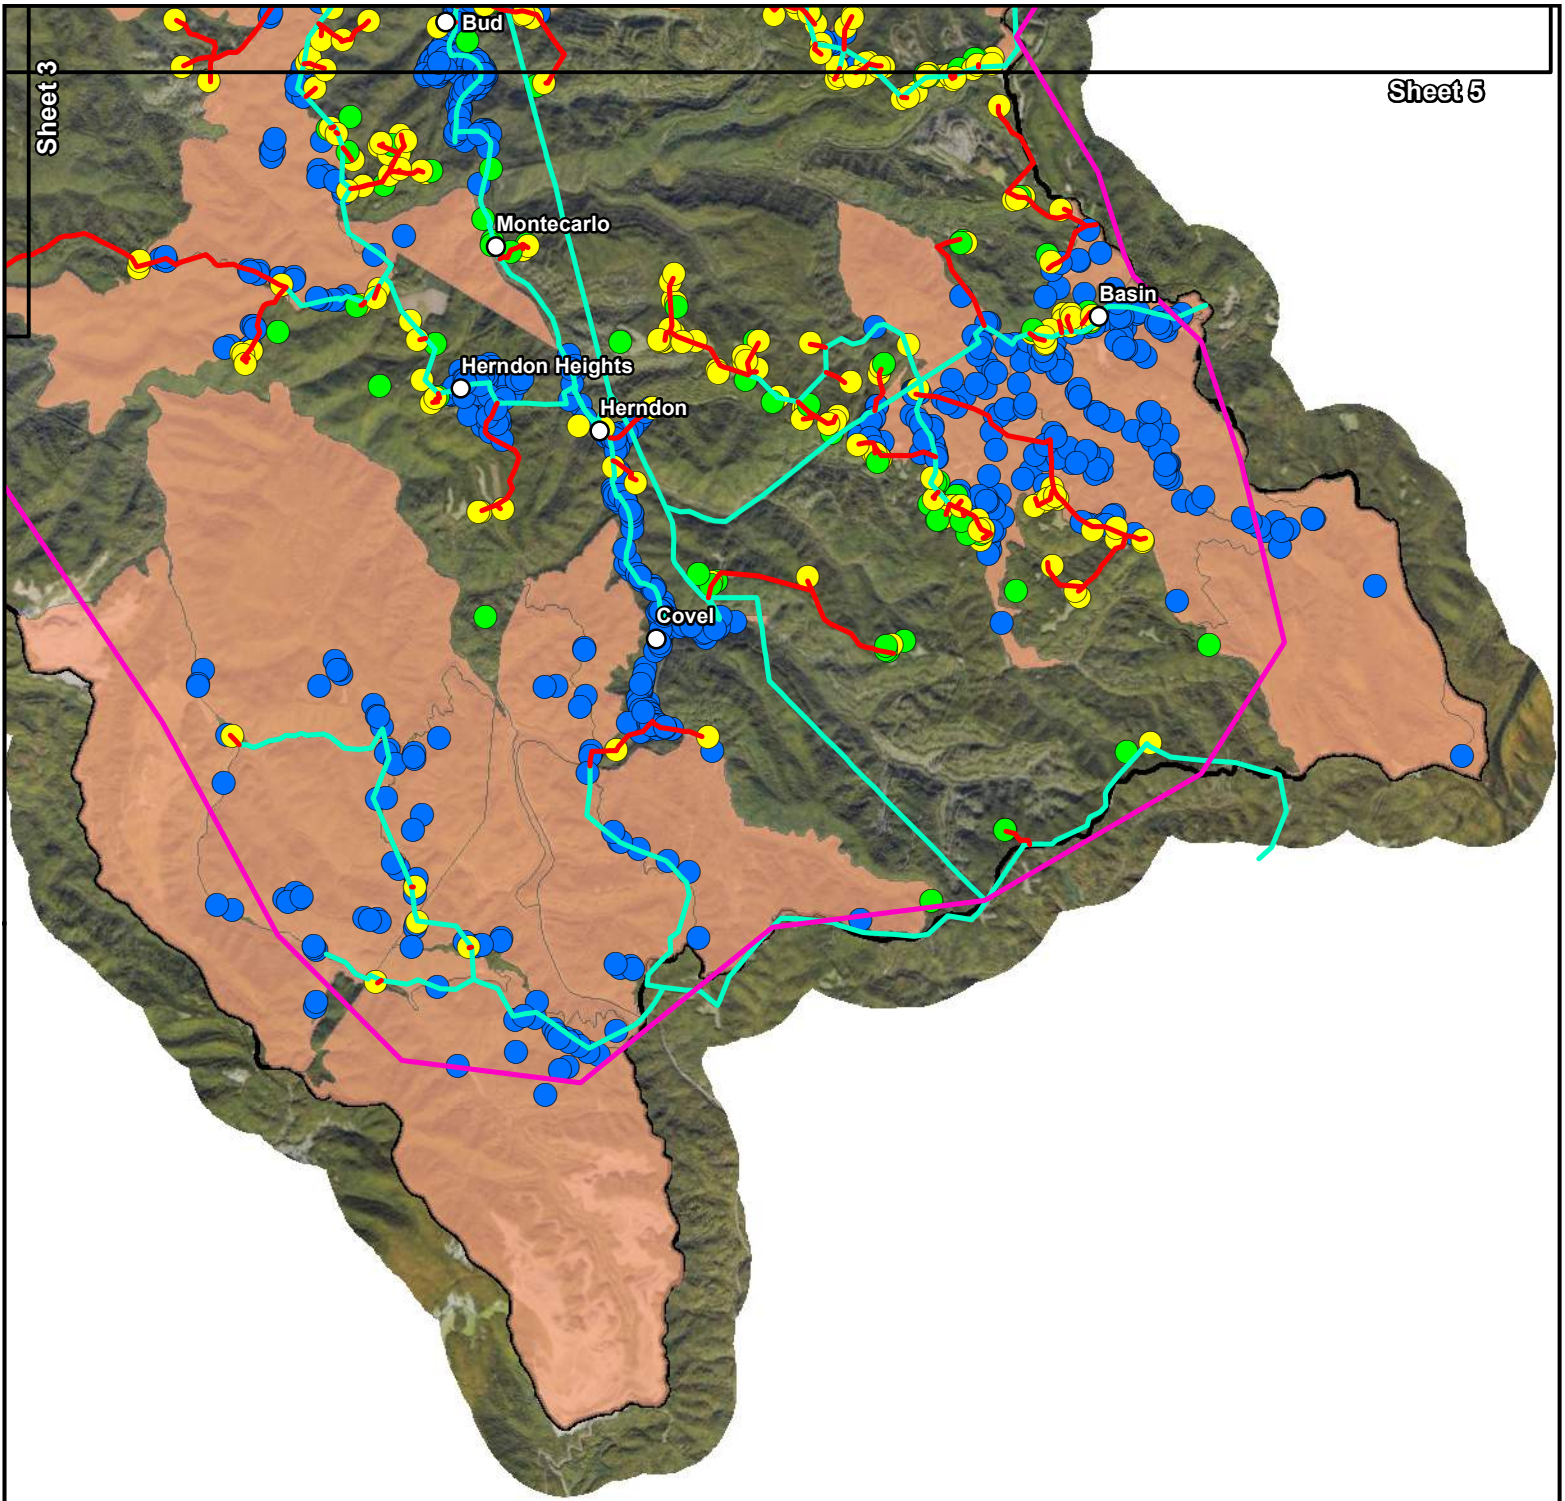 Bud
Sheet 3
Sheet 5
Montecarlo
Basin
Herndon Heights
Herndon
Covel